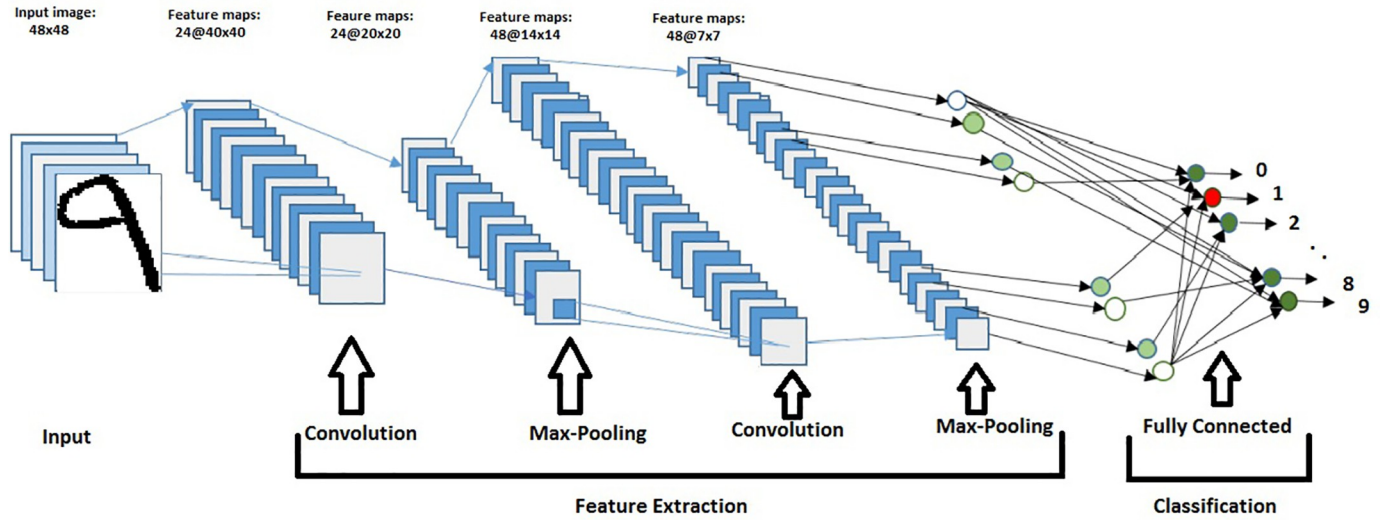 Input image:
48x48
Feature maps:
24@40x40
Feaure maps:
24@20x20
Feature maps:
48@14x14
Feature maps:
48@7x7
0
1
2
.
.
8
9
Input
Convolution
Max-Pooling
Convolution
Max-Pooling
Fully Connected
Feature Extraction
Classification